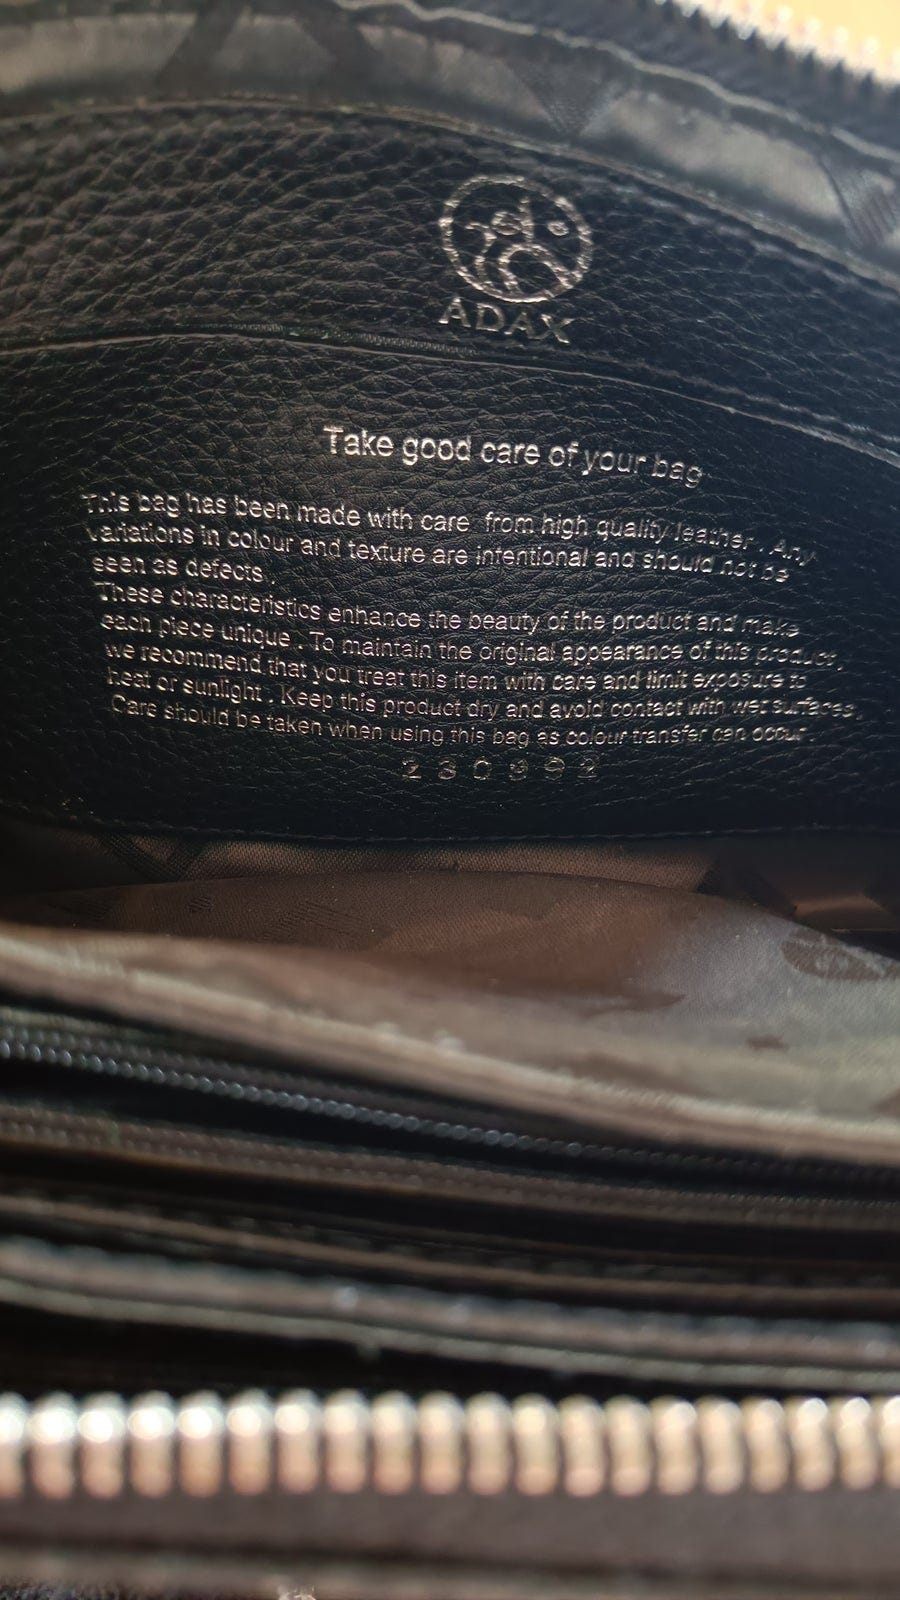 ADAX
Take good care of your bag
This bag has been made with care from high quality leather . Any
variations in colour and texture are intentional and should not be
seen as defects .
These characteristics enhance the beauty of the product and make
each piece unique . To maintain the original appearance of this product ,
we recommend that you treat this item with care and limit exposure to
heat or sunlight . Keep this product dry and avoid contact with wet surfaces .
Care should be taken when using this bag as colour transfer can occur .
230992